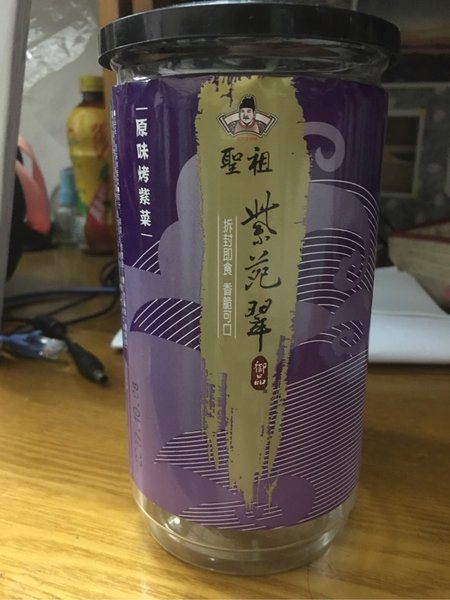 原味烤紫菜
聖祖
紫苑翠
拆封即食 香脆可口
御品